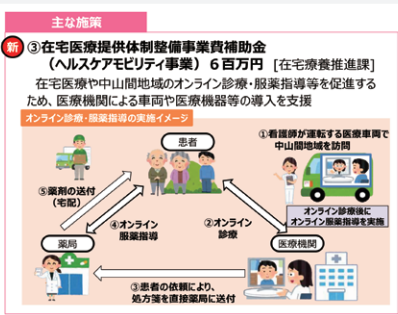 主な施策
新 ③在宅医療提供体制整備事業費補助金
（ヘルスケアモビリティ事業）６百万円 [在宅療養推進課]
在宅医療や中山間地域のオンライン診療・服薬指導等を促進する
ため、医療機関による車両や医療機器等の導入を支援
オンライン診療・服薬指導の実施イメージ
患者
①看護師が運転する医療車両で
中山間地域を訪問
⑤薬剤の送付
（宅配）
④オンライン
服薬指導
②オンライン
診療
オンライン診療後に
オンライン服薬指導を実施
薬局
医療機関
③患者の依頼により、
処方箋を直接薬局に送付